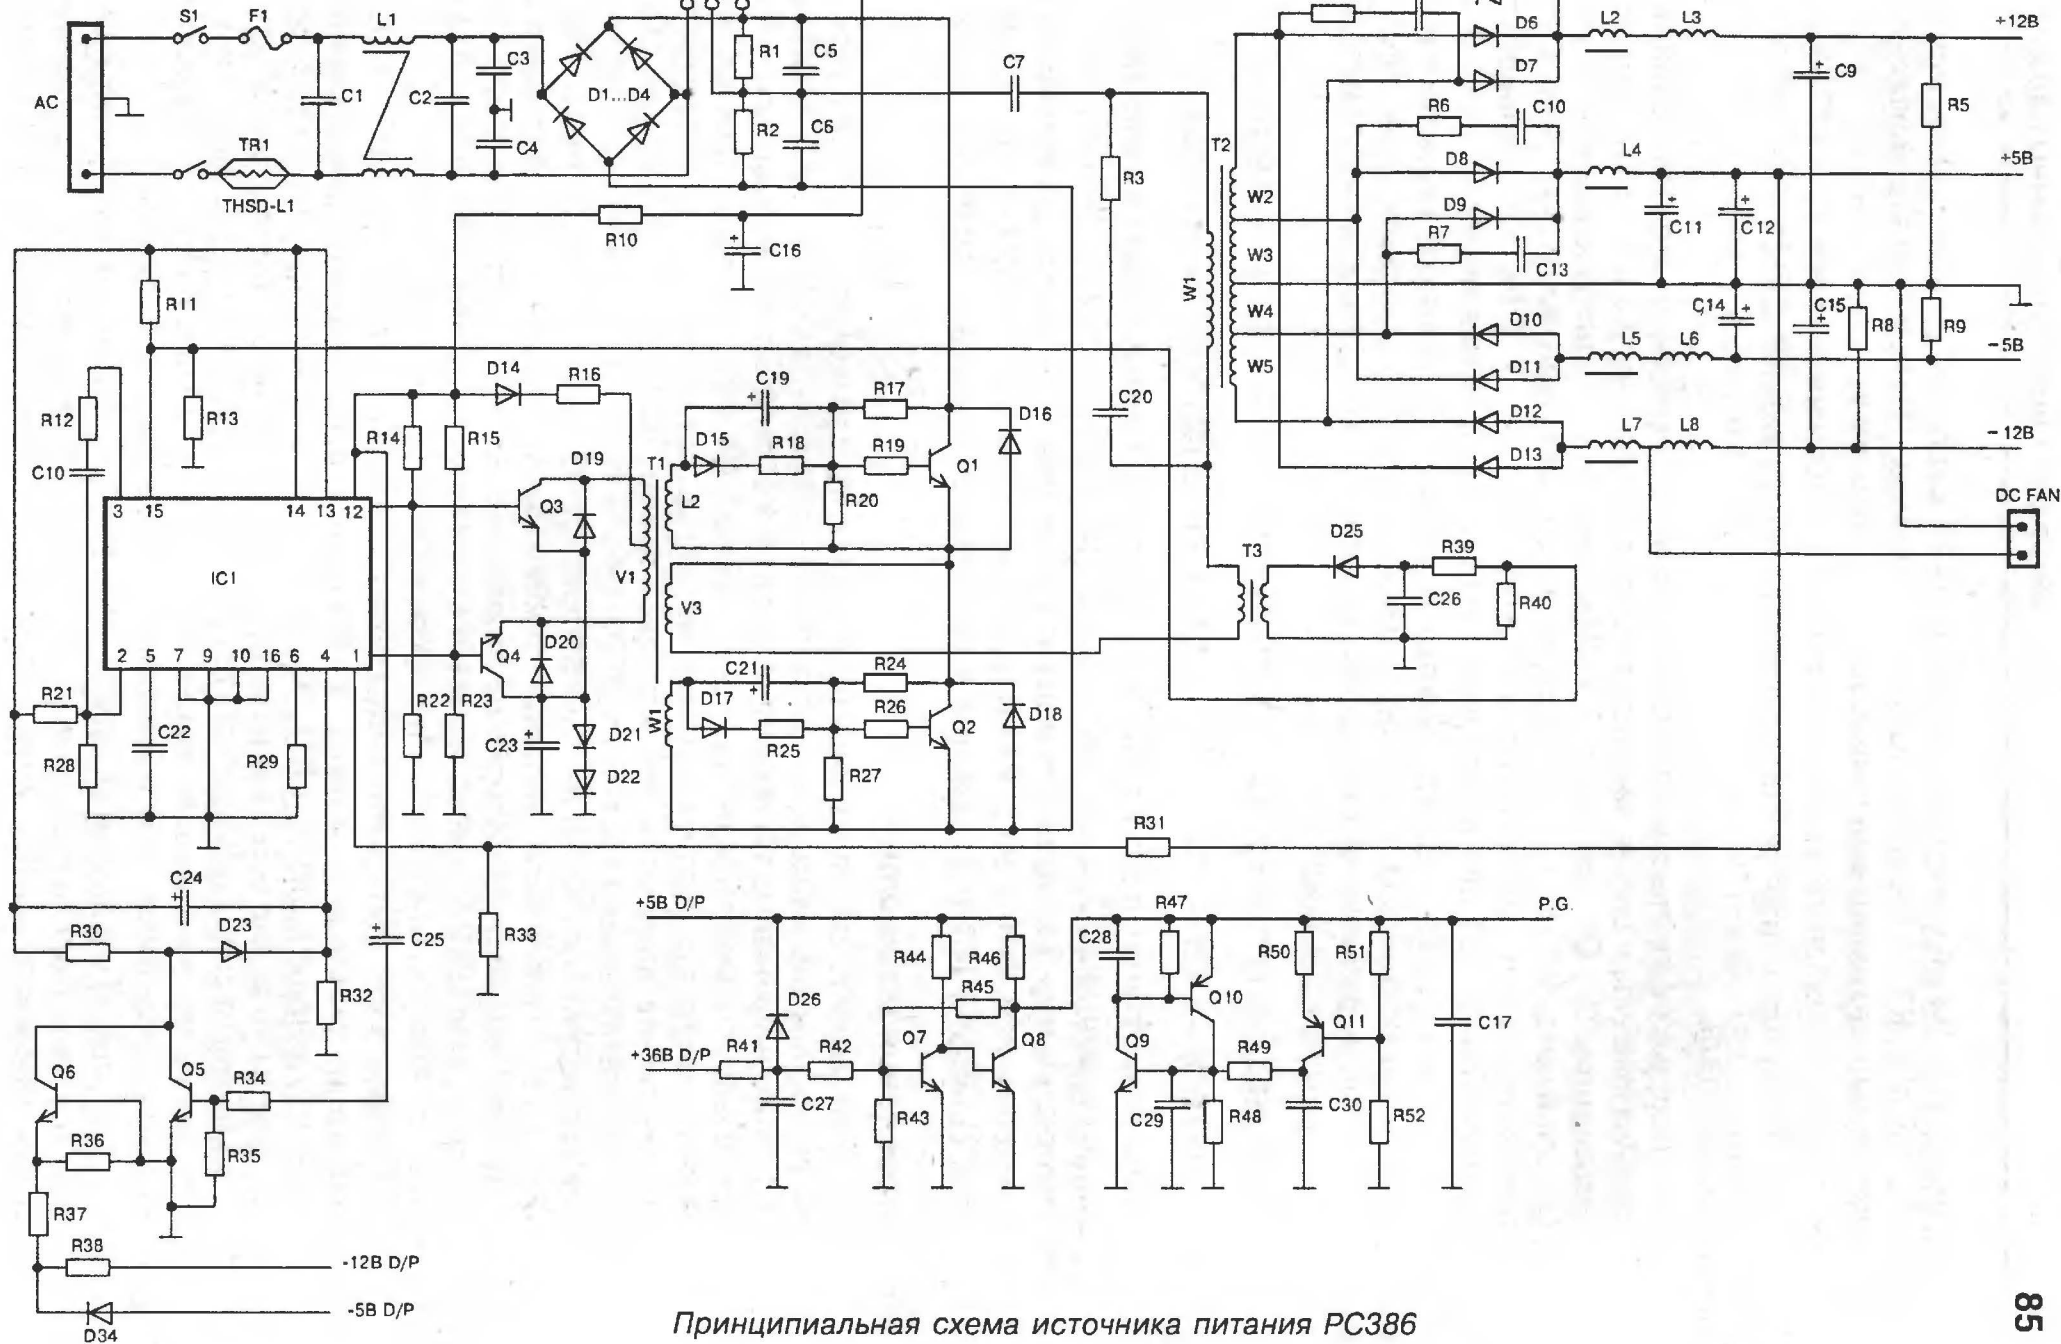 S1 F1 L1
AC C1 C2 C3 C4
D1...D4
R1 C5
R2 C6
C7
TR1
THSD-L1
R10
C16
R3
C20
T2
W1
W2
W3
W4
W5
D6
D7
R6 C10
D8
D9
R7 C13
D10
D11
D12
D13
L2 L3
L4
L5 L6
L7 L8
C9
C11 C12
C14 C15
R5
R8 R9
+12В
+5В
-5В
-12В
DC FAN
R11
R12
C10
R13
R14 R15
D14 R16
D19
Q3
T1
L2
V1
V3
W1
C19 R17
D15 R18 R19
R20
Q1
D16
3 15 14 13 12
IC1
2 5 7 9 10 16 6 4 1
Q4
D20
R21
R28
C22
R29
R22 R23
C23
D21
D22
C21 R24
D17 R25 R26
R27
Q2
D18
T3
D25 R39
C26 R40
R31
C24
R30 D23
C25
R33
R32
Q6 Q5
R34
R36
R35
R37
R38
-12В D/P
-5В D/P
D34
+5В D/P
+36В D/P
R41 R42
D26
C27
R43
R44
R45
R46
Q7 Q8
C28
R47
Q10
Q9
C29 R48
R49
R50 R51
Q11
C30 R52
C17
P.G.
Принципиальная схема источника питания PC386
85